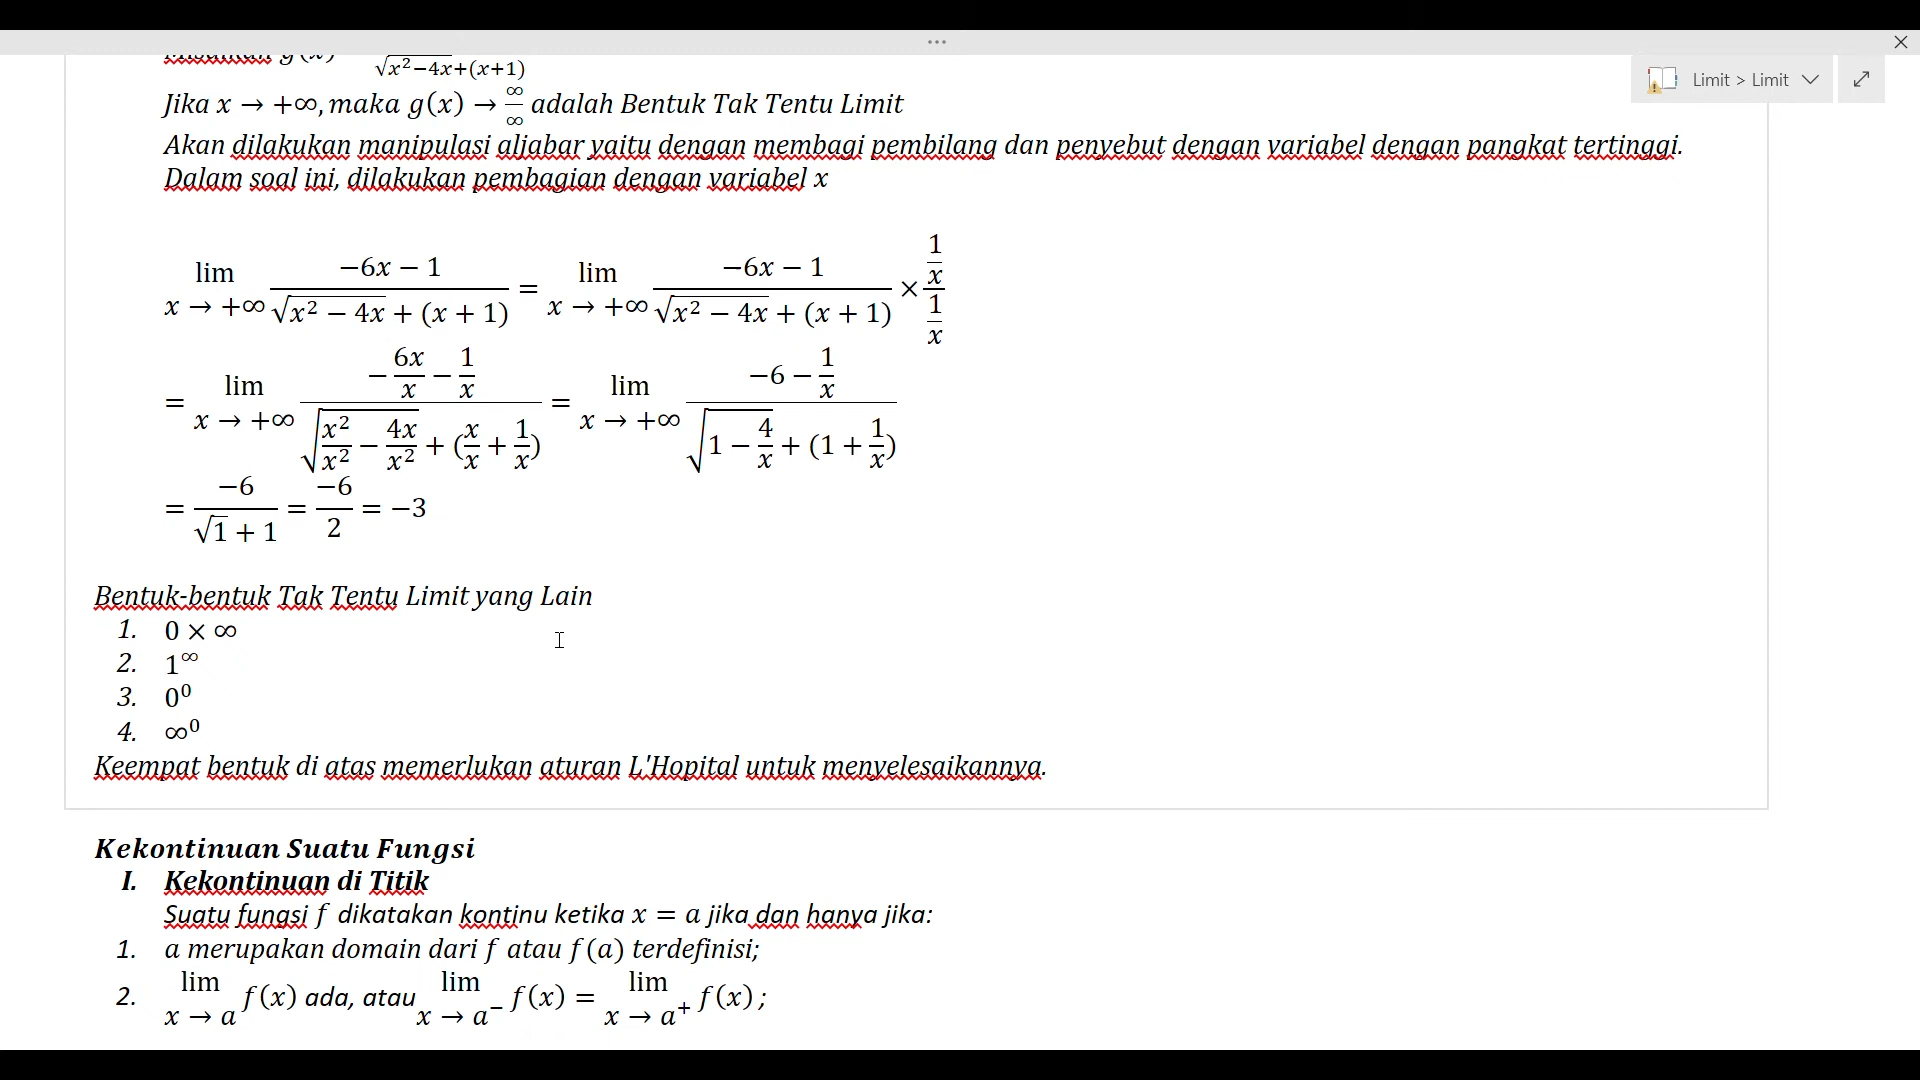 Misalkan g(x)
√x²−4x+(x+1)
Limit > Limit
Jika x → +∞, maka g(x) → ∞/∞ adalah Bentuk Tak Tentu Limit
Akan dilakukan manipulasi aljabar yaitu dengan membagi pembilang dan penyebut dengan variabel dengan pangkat tertinggi.
Dalam soal ini, dilakukan pembagian dengan variabel x
lim x → +∞ (−6x − 1)/(√(x² − 4x) + (x + 1)) = lim x → +∞ (−6x − 1)/(√(x² − 4x) + (x + 1)) × (1/x)/(1/x)
= lim x → +∞ (−6x/x − 1/x)/(√(x²/x² − 4x/x²) + (x/x + 1/x)) = lim x → +∞ (−6 − 1/x)/(√(1 − 4/x) + (1 + 1/x))
= −6/(√1 + 1) = −6/2 = −3
Bentuk-bentuk Tak Tentu Limit yang Lain
1. 0 × ∞
2. 1^∞
3. 0⁰
4. ∞⁰
Keempat bentuk di atas memerlukan aturan L'Hopital untuk menyelesaikannya.
Kekontinuan Suatu Fungsi
I. Kekontinuan di Titik
Suatu fungsi f dikatakan kontinu ketika x = a jika dan hanya jika:
1. a merupakan domain dari f atau f(a) terdefinisi;
2. lim x → a f(x) ada, atau lim x → a⁻ f(x) = lim x → a⁺ f(x);